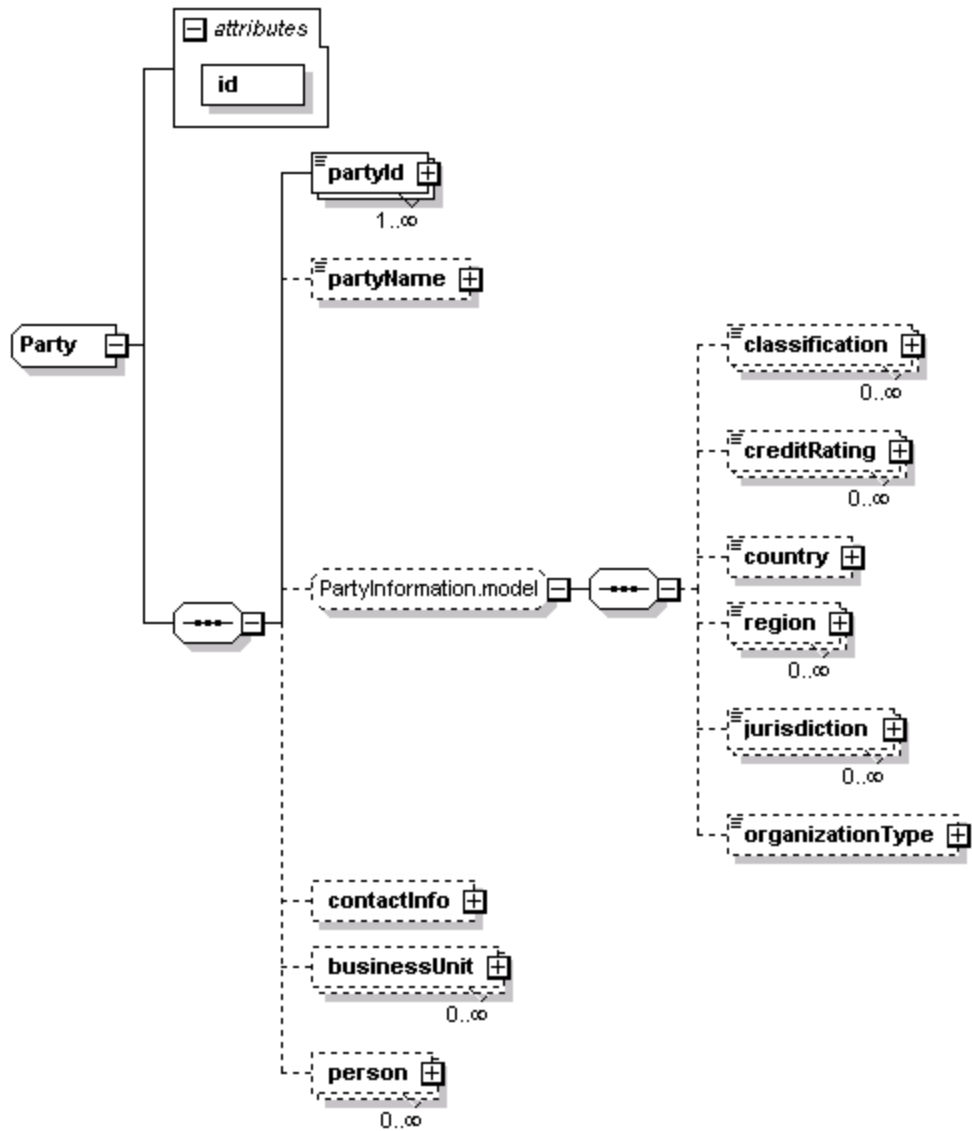 attributes
id
partyId
1..∞
partyName
Party
classification
0..∞
creditRating
0..∞
country
PartyInformation.model
region
0..∞
jurisdiction
0..∞
organizationType
contactInfo
businessUnit
0..∞
person
0..∞